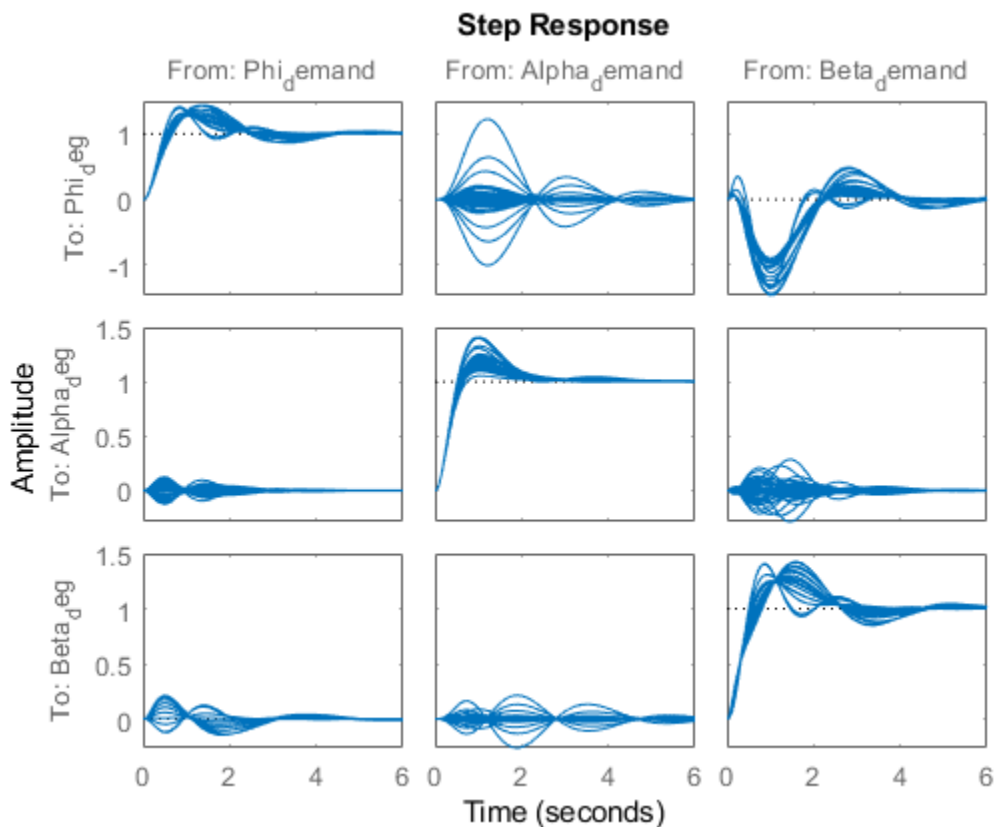 Step Response
From: Phi_demand
From: Alpha_demand
From: Beta_demand
To: Phi_deg
1
0
-1
Amplitude
To: Alpha_deg
1.5
1
0.5
0
To: Beta_deg
1.5
1
0.5
0
0 2 4 6
0 2 4 6
0 2 4 6
Time (seconds)